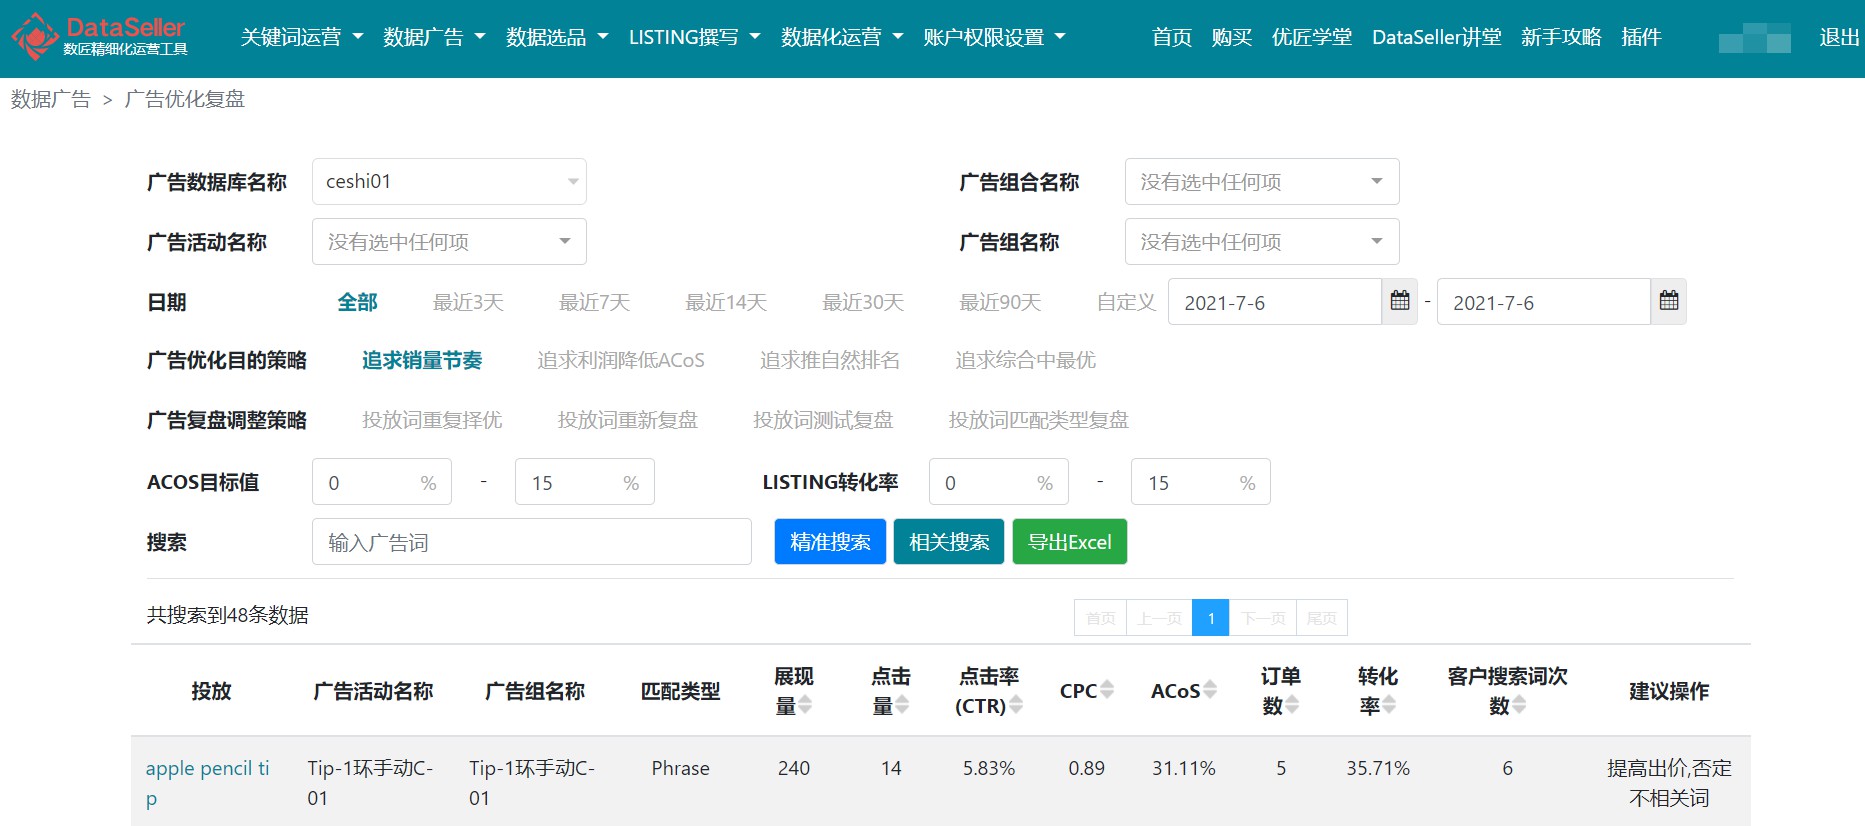 DataSeller
数匠精细化运营工具
关键词运营 数据广告 数据选品 LISTING撰写 数据化运营 账户权限设置 首页 购买 优匠学堂 DataSeller讲堂 新手攻略 插件 退出
数据广告 > 广告优化复盘
广告数据库名称 ceshi01 广告组合名称 没有选中任何项
广告活动名称 没有选中任何项 广告组名称 没有选中任何项
日期 全部 最近3天 最近7天 最近14天 最近30天 最近90天 自定义 2021-7-6 - 2021-7-6
广告优化目的策略 追求销量节奏 追求利润降低ACoS 追求推自然排名 追求综合中最优
广告复盘调整策略 投放词重复择优 投放词重新复盘 投放词测试复盘 投放词匹配类型复盘
ACOS目标值 0 % - 15 % LISTING转化率 0 % - 15 %
搜索 输入广告词 精准搜索 相关搜索 导出Excel
共搜索到48条数据 首页 上一页 1 下一页 尾页
投放 广告活动名称 广告组名称 匹配类型 展现量 点击量 点击率(CTR) CPC ACoS 订单数 转化率 客户搜索词次数 建议操作
apple pencil ti Tip-1环手动C- Tip-1环手动C- Phrase 240 14 5.83% 0.89 31.11% 5 35.71% 6 提高出价,否定
p 01 01 不相关词